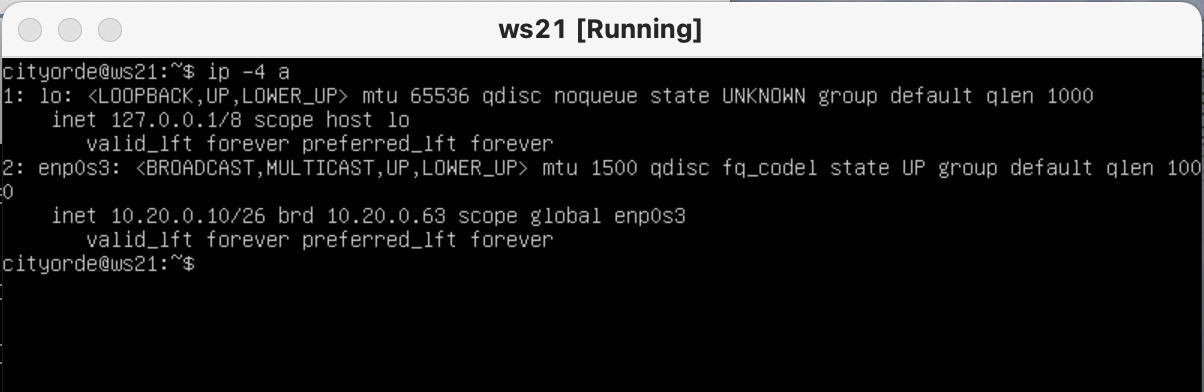 ws21 [Running]
cityorde@ws21:~$ ip -4 a
1: lo: <LOOPBACK,UP,LOWER_UP> mtu 65536 qdisc noqueue state UNKNOWN group default qlen 1000
    inet 127.0.0.1/8 scope host lo
       valid_lft forever preferred_lft forever
2: enp0s3: <BROADCAST,MULTICAST,UP,LOWER_UP> mtu 1500 qdisc fq_codel state UP group default qlen 100
0
    inet 10.20.0.10/26 brd 10.20.0.63 scope global enp0s3
       valid_lft forever preferred_lft forever
cityorde@ws21:~$